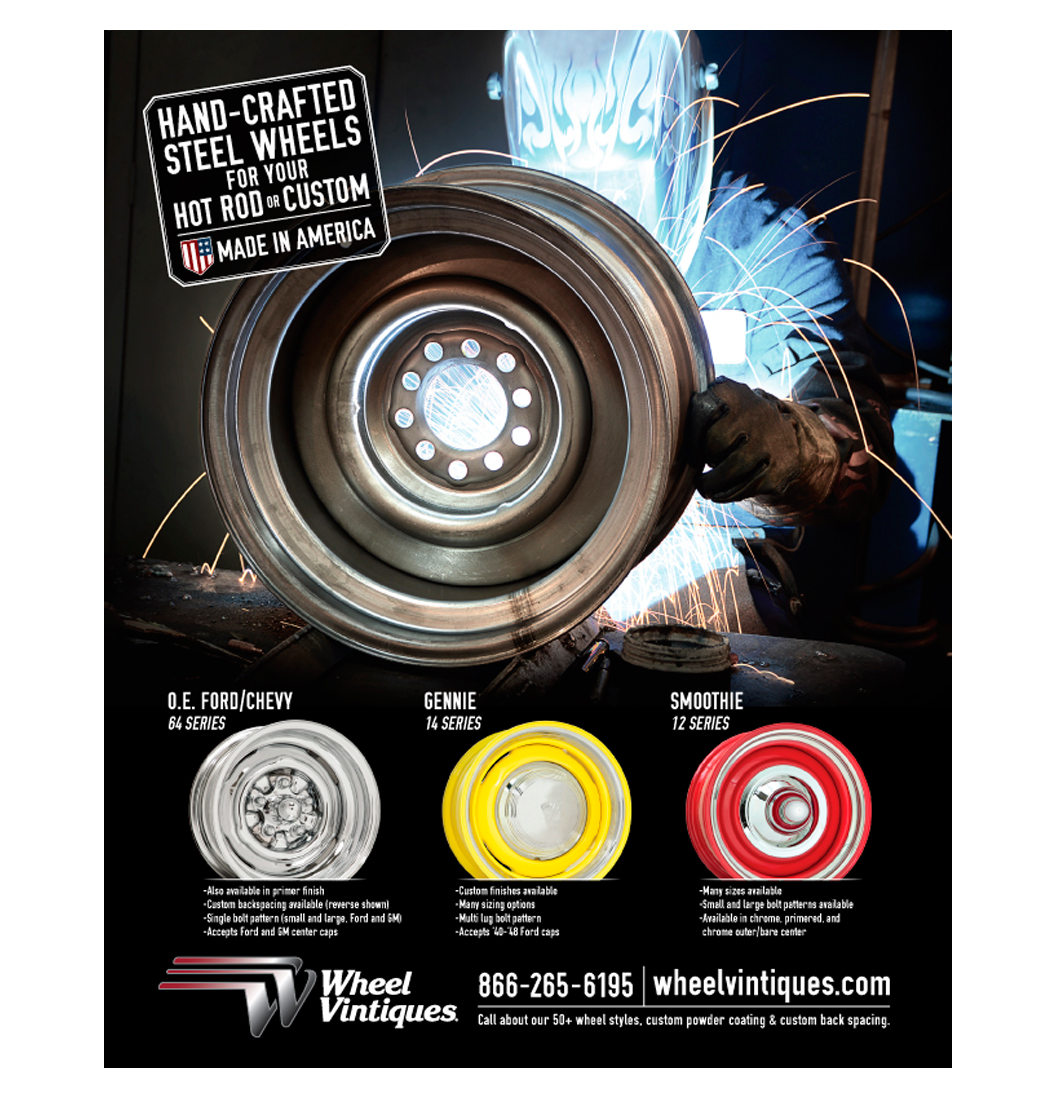 HAND-CRAFTED
STEEL WHEELS
FOR YOUR
HOT ROD OR CUSTOM
MADE IN AMERICA
O.E. FORD/CHEVY
64 SERIES
-Also available in primer finish
-Custom backspacing available (reverse shown)
-Single bolt pattern (small and large, Ford and GM)
-Accepts Ford and GM center caps
GENNIE
14 SERIES
-Custom finishes available
-Many sizing options
-Multi lug bolt pattern
-Accepts '40-'48 Ford caps
SMOOTHIE
12 SERIES
-Many sizes available
-Small and large bolt patterns available
-Available in chrome, primered, and
chrome outer/bare center
Wheel
Vintiques.
866-265-6195 | wheelvintiques.com
Call about our 50+ wheel styles, custom powder coating & custom back spacing.